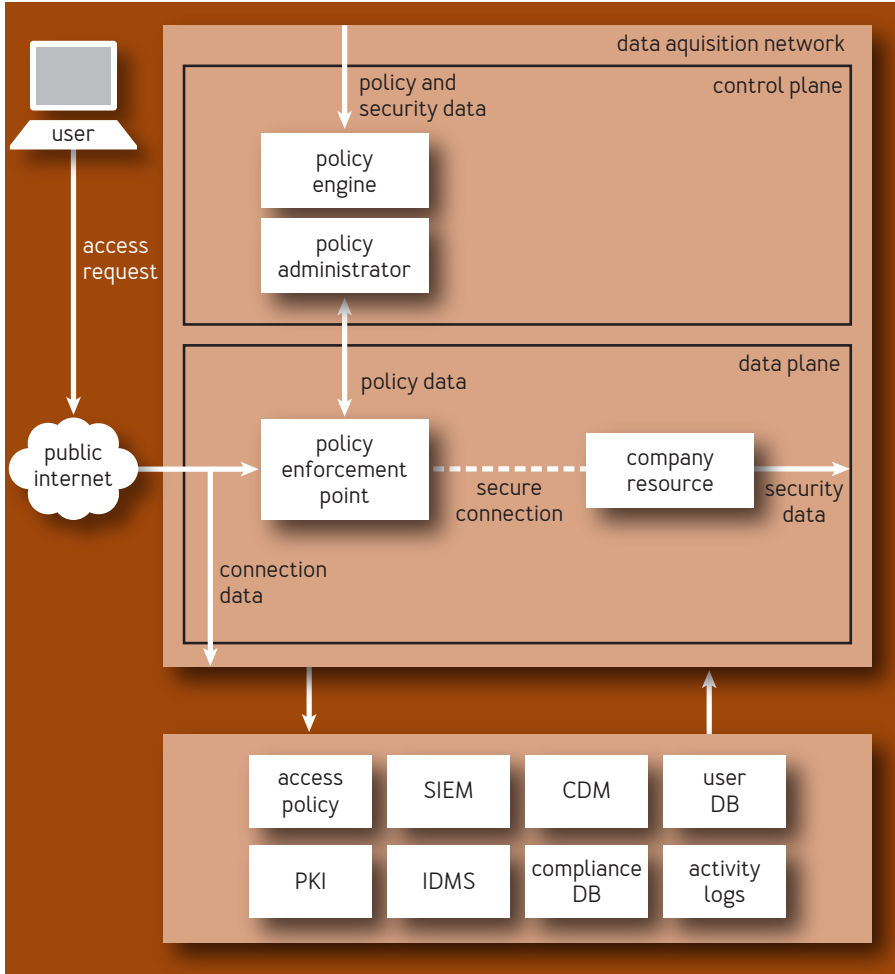 data aquisition network
control plane
policy and
security data
policy
engine
policy
administrator
user
access
request
data plane
policy data
public
internet
policy
enforcement
point
secure
connection
company
resource
security
data
connection
data
access
policy
SIEM
CDM
user
DB
PKI
IDMS
compliance
DB
activity
logs